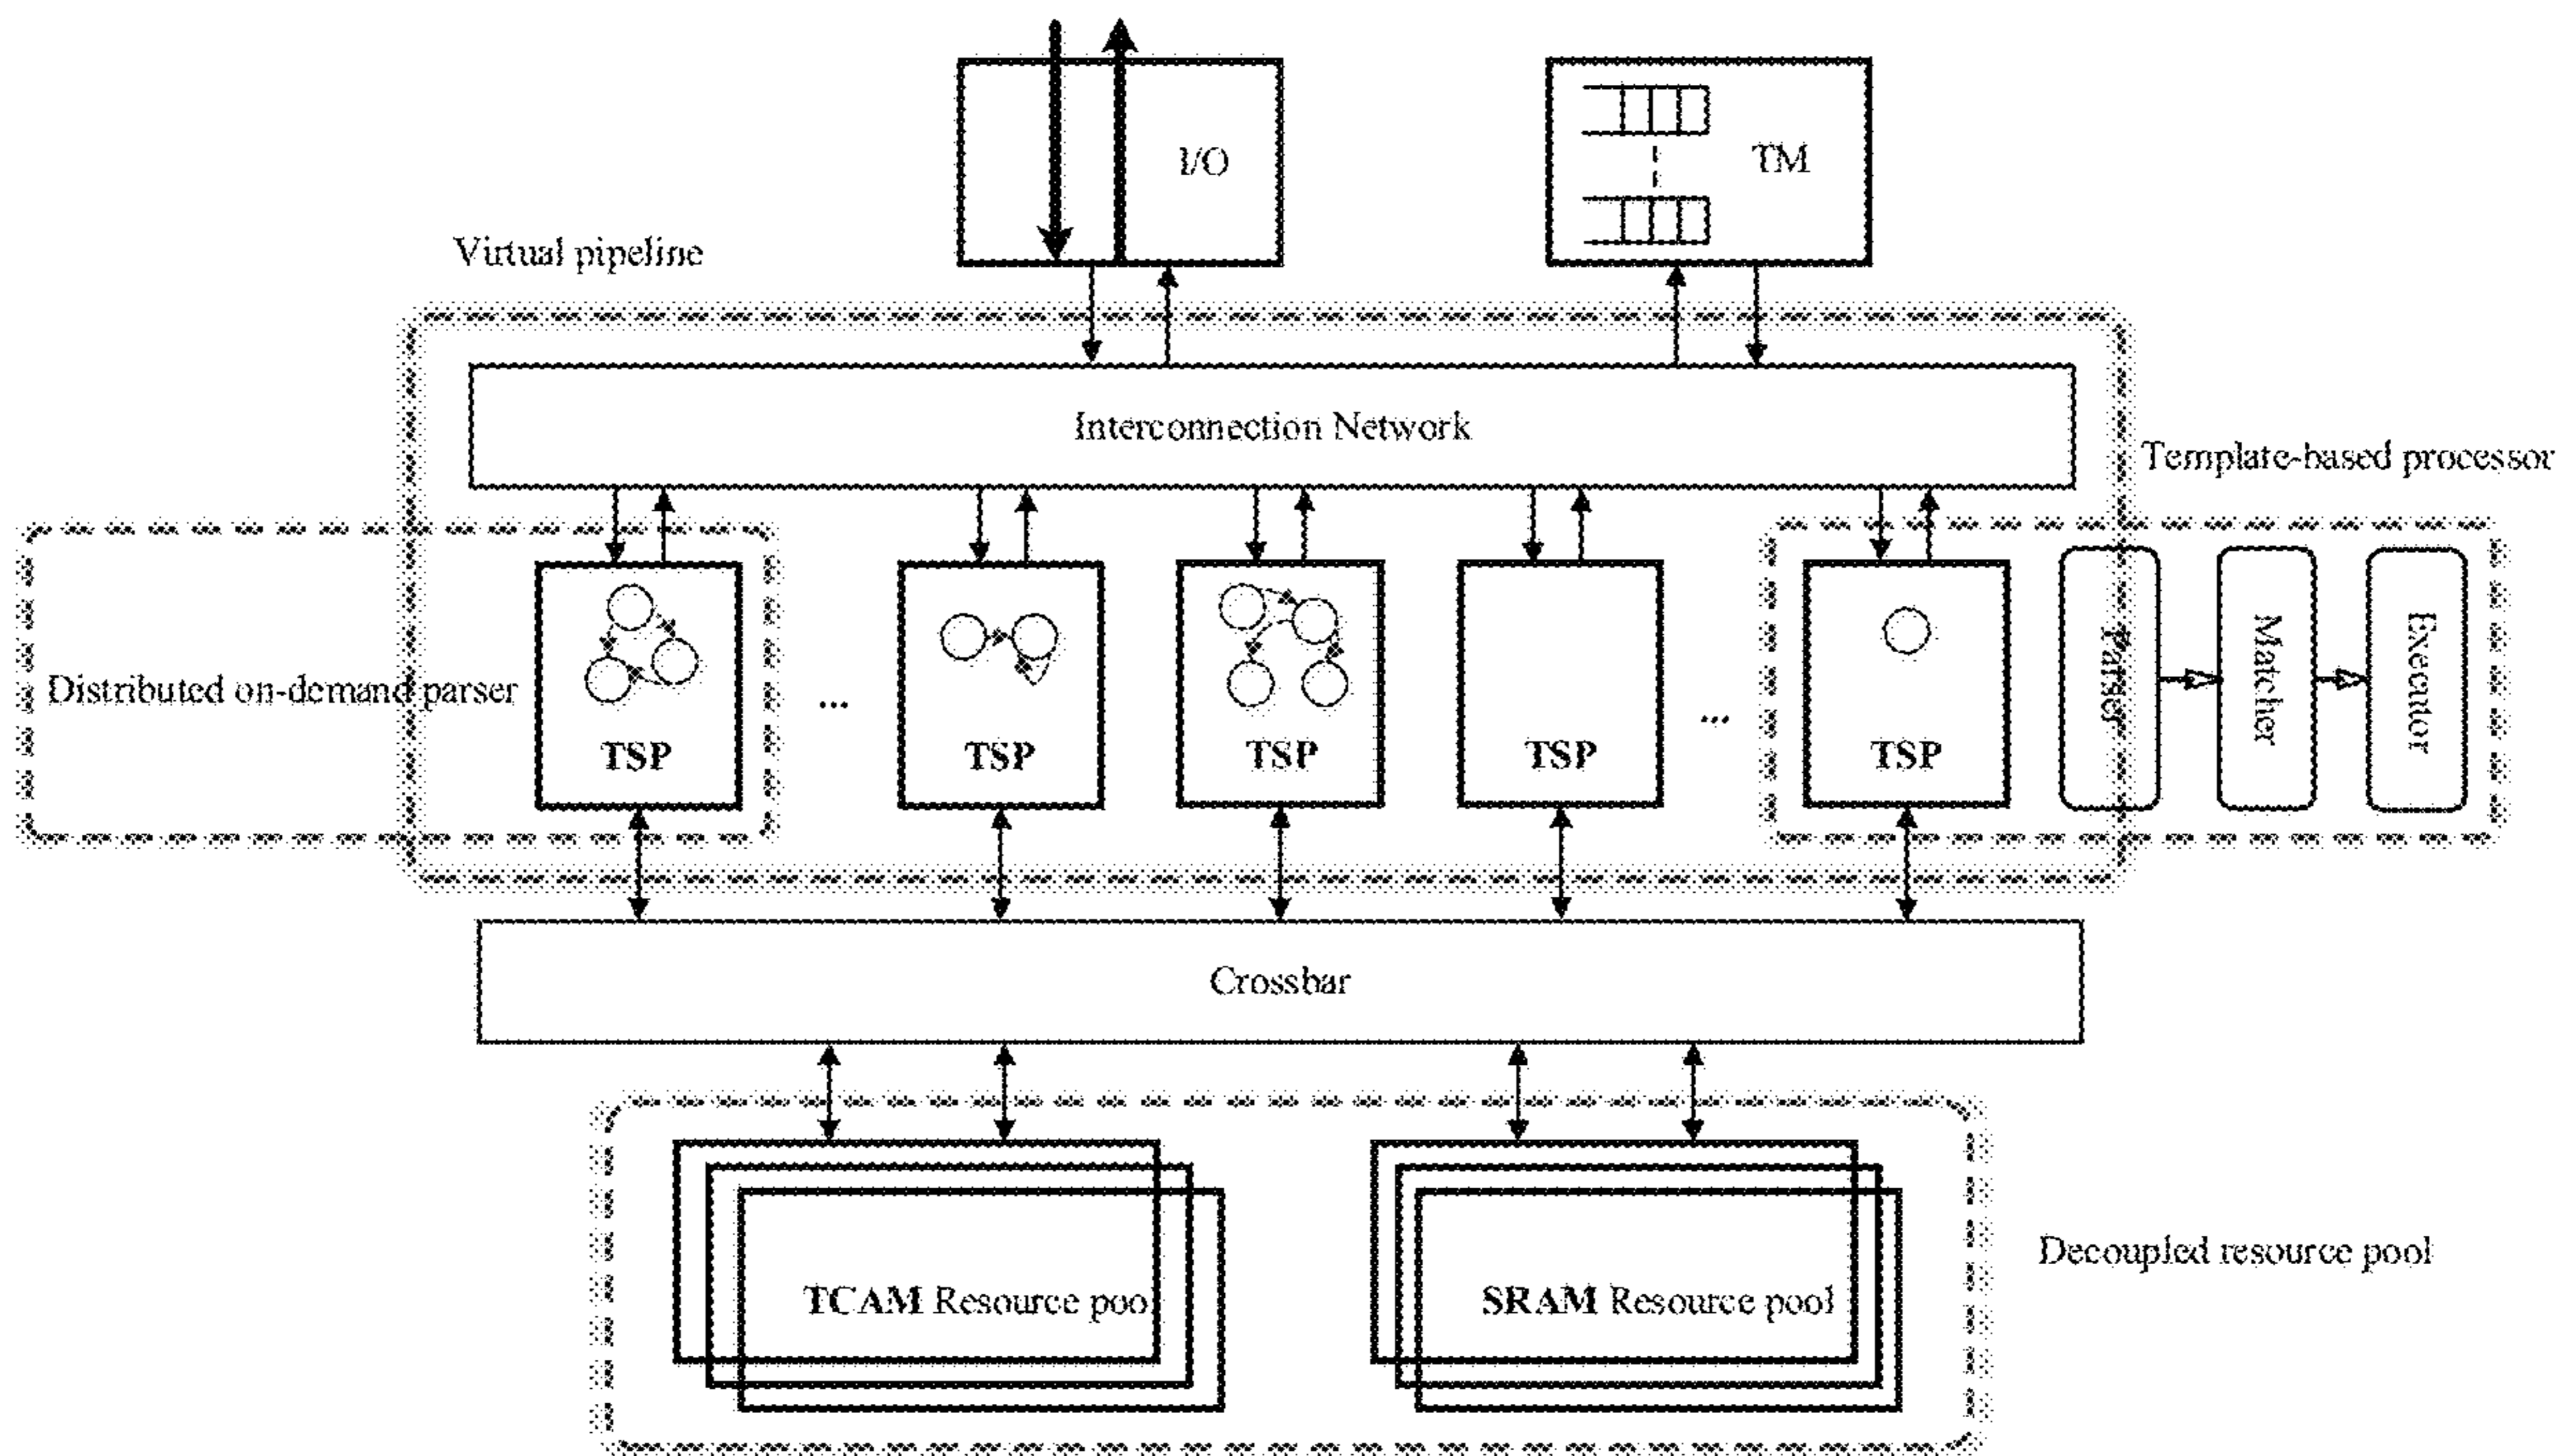 I/O
TM
Virtual pipeline
Interconnection Network
Template-based processor
Distributed on-demand parser
TSP
...
TSP
TSP
TSP
...
TSP
Parser
Matcher
Executor
Crossbar
TCAM Resource pool
SRAM Resource pool
Decoupled resource pool